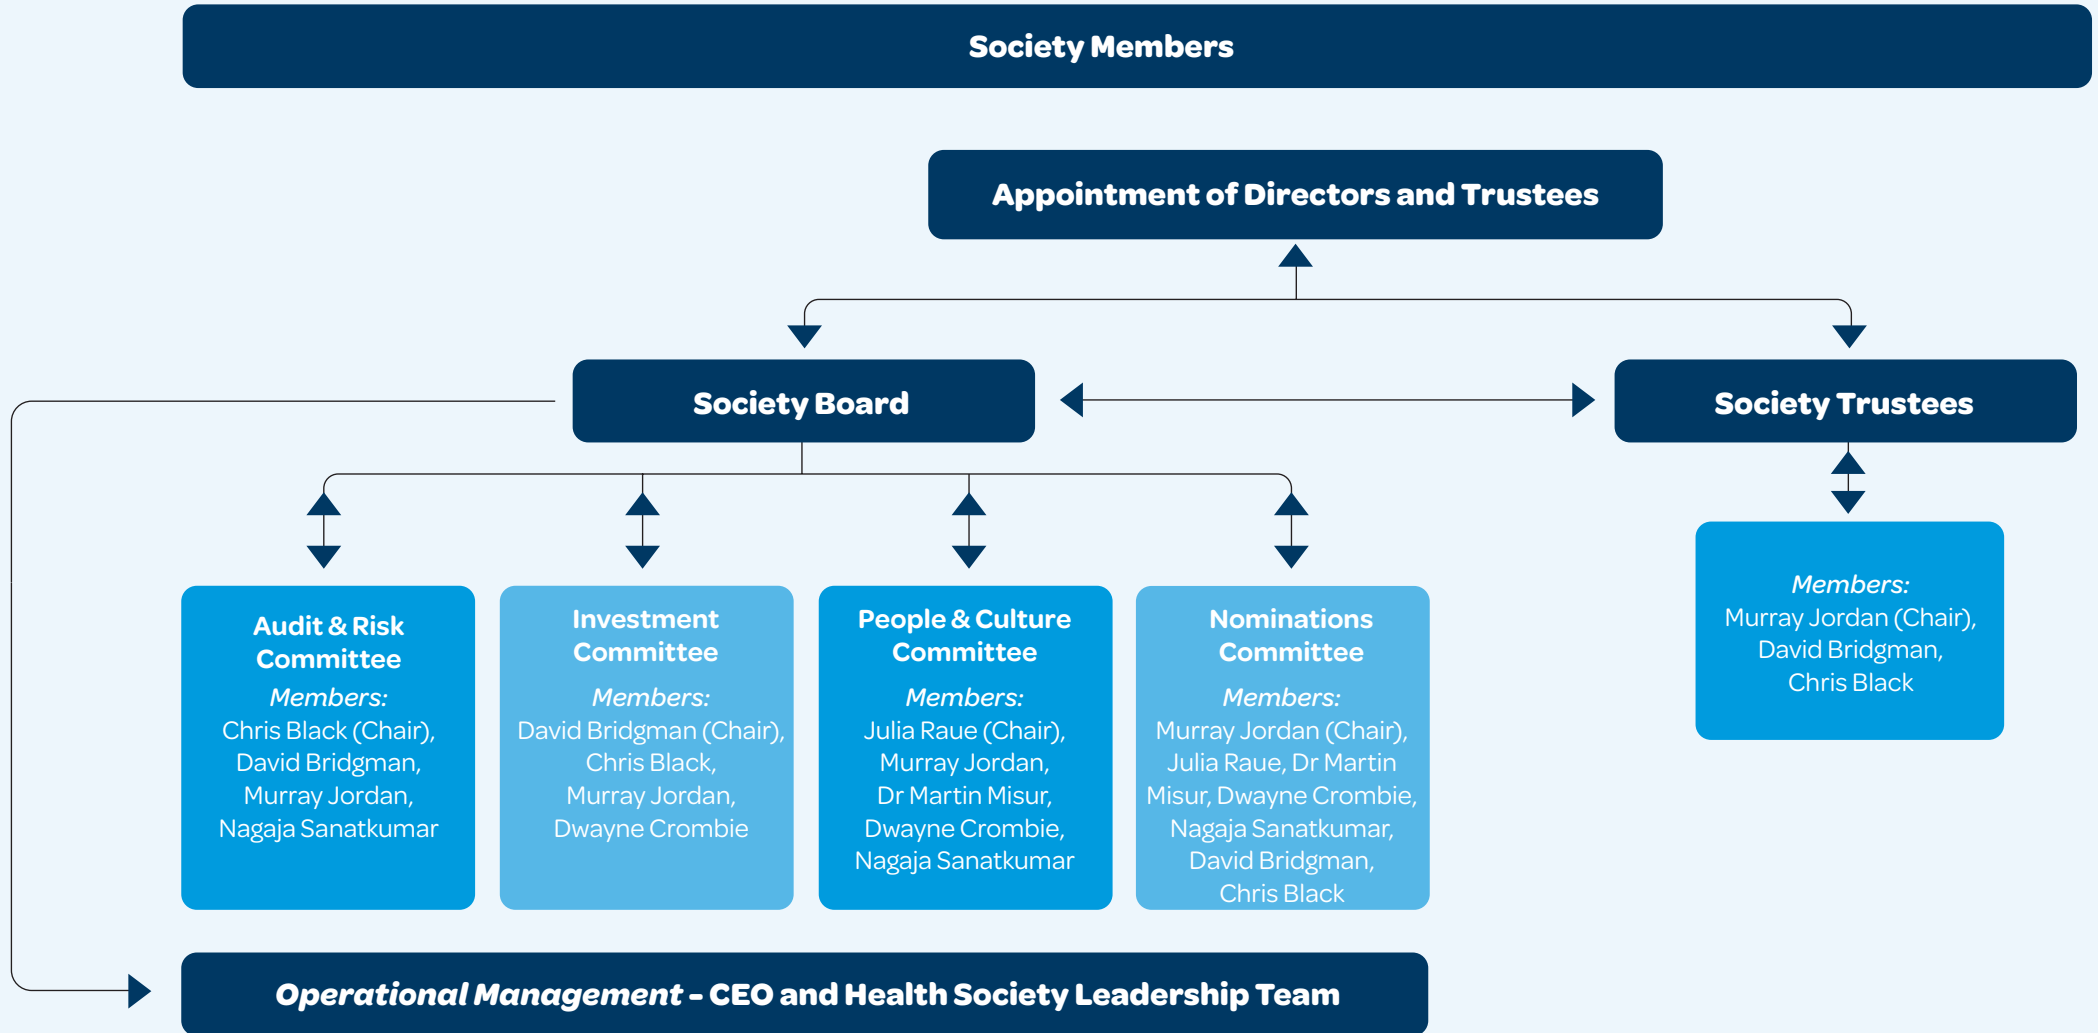 Society Members
Appointment of Directors and Trustees
Society Board
Society Trustees
Audit & Risk
Committee
Members:
Chris Black (Chair),
David Bridgman,
Murray Jordan,
Nagaja Sanatkumar
Investment
Committee
Members:
David Bridgman (Chair),
Chris Black,
Murray Jordan,
Dwayne Crombie
People & Culture
Committee
Members:
Julia Raue (Chair),
Murray Jordan,
Dr Martin Misur,
Dwayne Crombie,
Nagaja Sanatkumar
Nominations
Committee
Members:
Murray Jordan (Chair),
Julia Raue, Dr Martin
Misur, Dwayne Crombie,
Nagaja Sanatkumar,
David Bridgman,
Chris Black
Members:
Murray Jordan (Chair),
David Bridgman,
Chris Black
Operational Management – CEO and Health Society Leadership Team